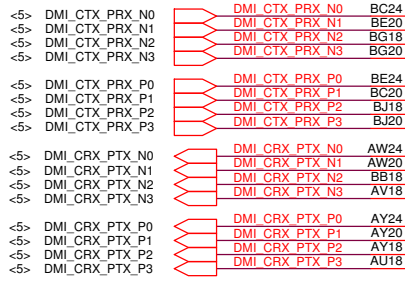 <5> DMI_CTX_PRX_N0 DMI_CTX_PRX_N0 BC24
<5> DMI_CTX_PRX_N1 DMI_CTX_PRX_N1 BE20
<5> DMI_CTX_PRX_N2 DMI_CTX_PRX_N2 BG18
<5> DMI_CTX_PRX_N3 DMI_CTX_PRX_N3 BG20
<5> DMI_CTX_PRX_P0 DMI_CTX_PRX_P0 BE24
<5> DMI_CTX_PRX_P1 DMI_CTX_PRX_P1 BC20
<5> DMI_CTX_PRX_P2 DMI_CTX_PRX_P2 BJ18
<5> DMI_CTX_PRX_P3 DMI_CTX_PRX_P3 BJ20
<5> DMI_CRX_PTX_N0 DMI_CRX_PTX_N0 AW24
<5> DMI_CRX_PTX_N1 DMI_CRX_PTX_N1 AW20
<5> DMI_CRX_PTX_N2 DMI_CRX_PTX_N2 BB18
<5> DMI_CRX_PTX_N3 DMI_CRX_PTX_N3 AV18
<5> DMI_CRX_PTX_P0 DMI_CRX_PTX_P0 AY24
<5> DMI_CRX_PTX_P1 DMI_CRX_PTX_P1 AY20
<5> DMI_CRX_PTX_P2 DMI_CRX_PTX_P2 AY18
<5> DMI_CRX_PTX_P3 DMI_CRX_PTX_P3 AU18